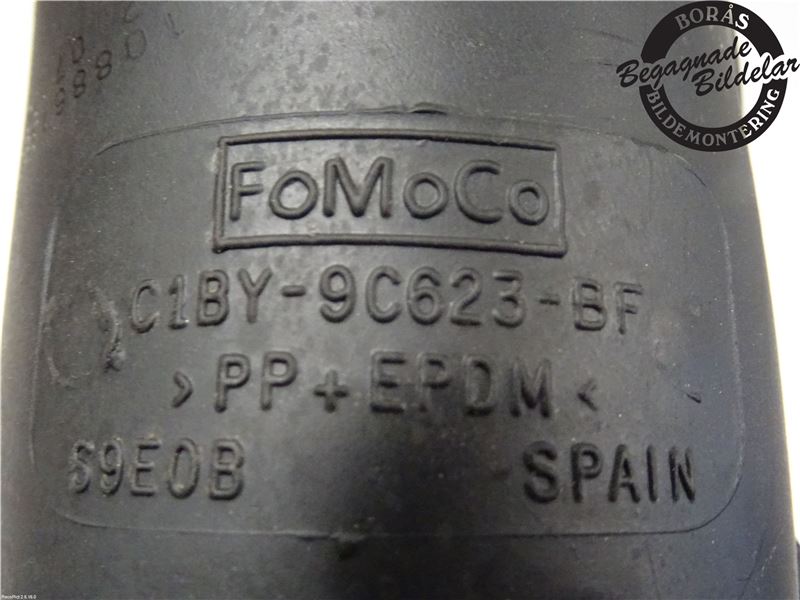 BORÅS
Begagnade
Bildelar
BILDEMONTERING
FoMoCo
C1BY-9C623-BF
>PP+EPDM<
S9E0B SPAIN